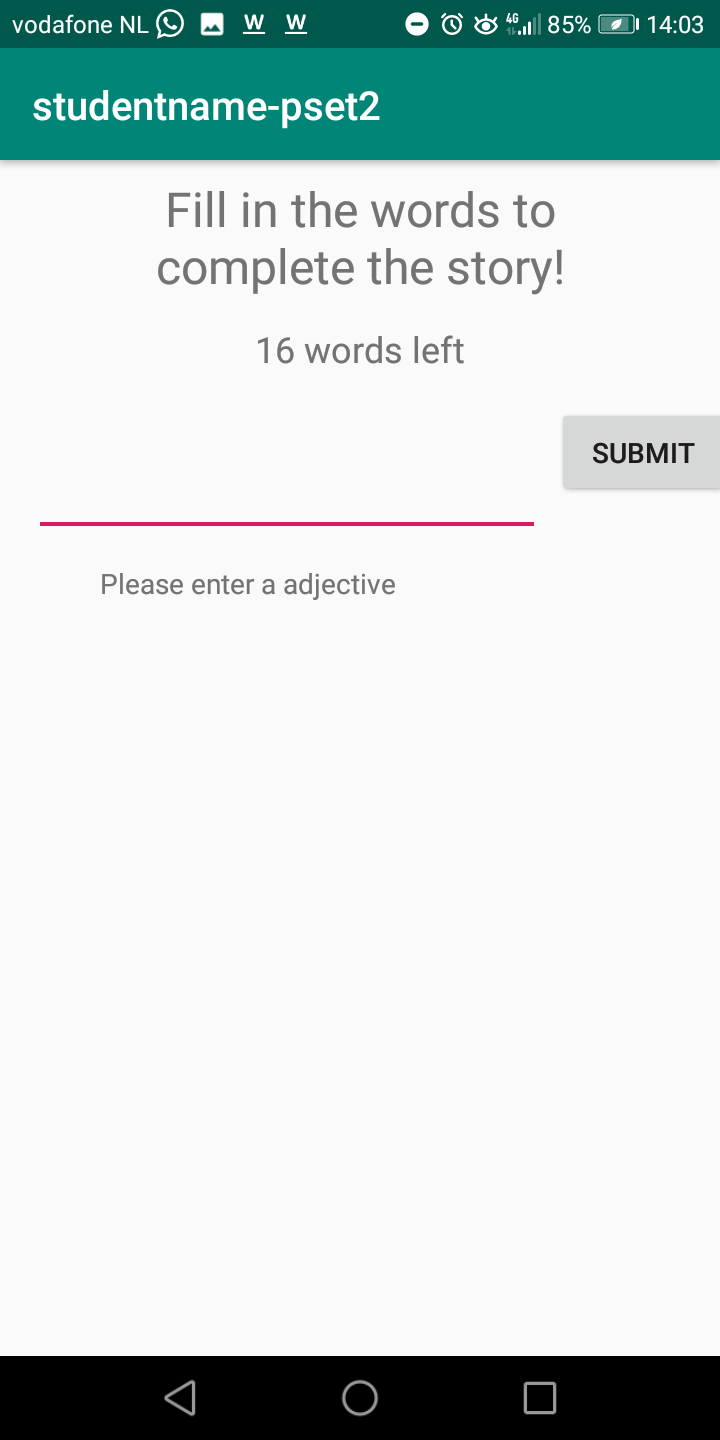 vodafone NL W W 4G 85% 14:03
studentname-pset2
Fill in the words to
complete the story!
16 words left
SUBMIT
Please enter a adjective